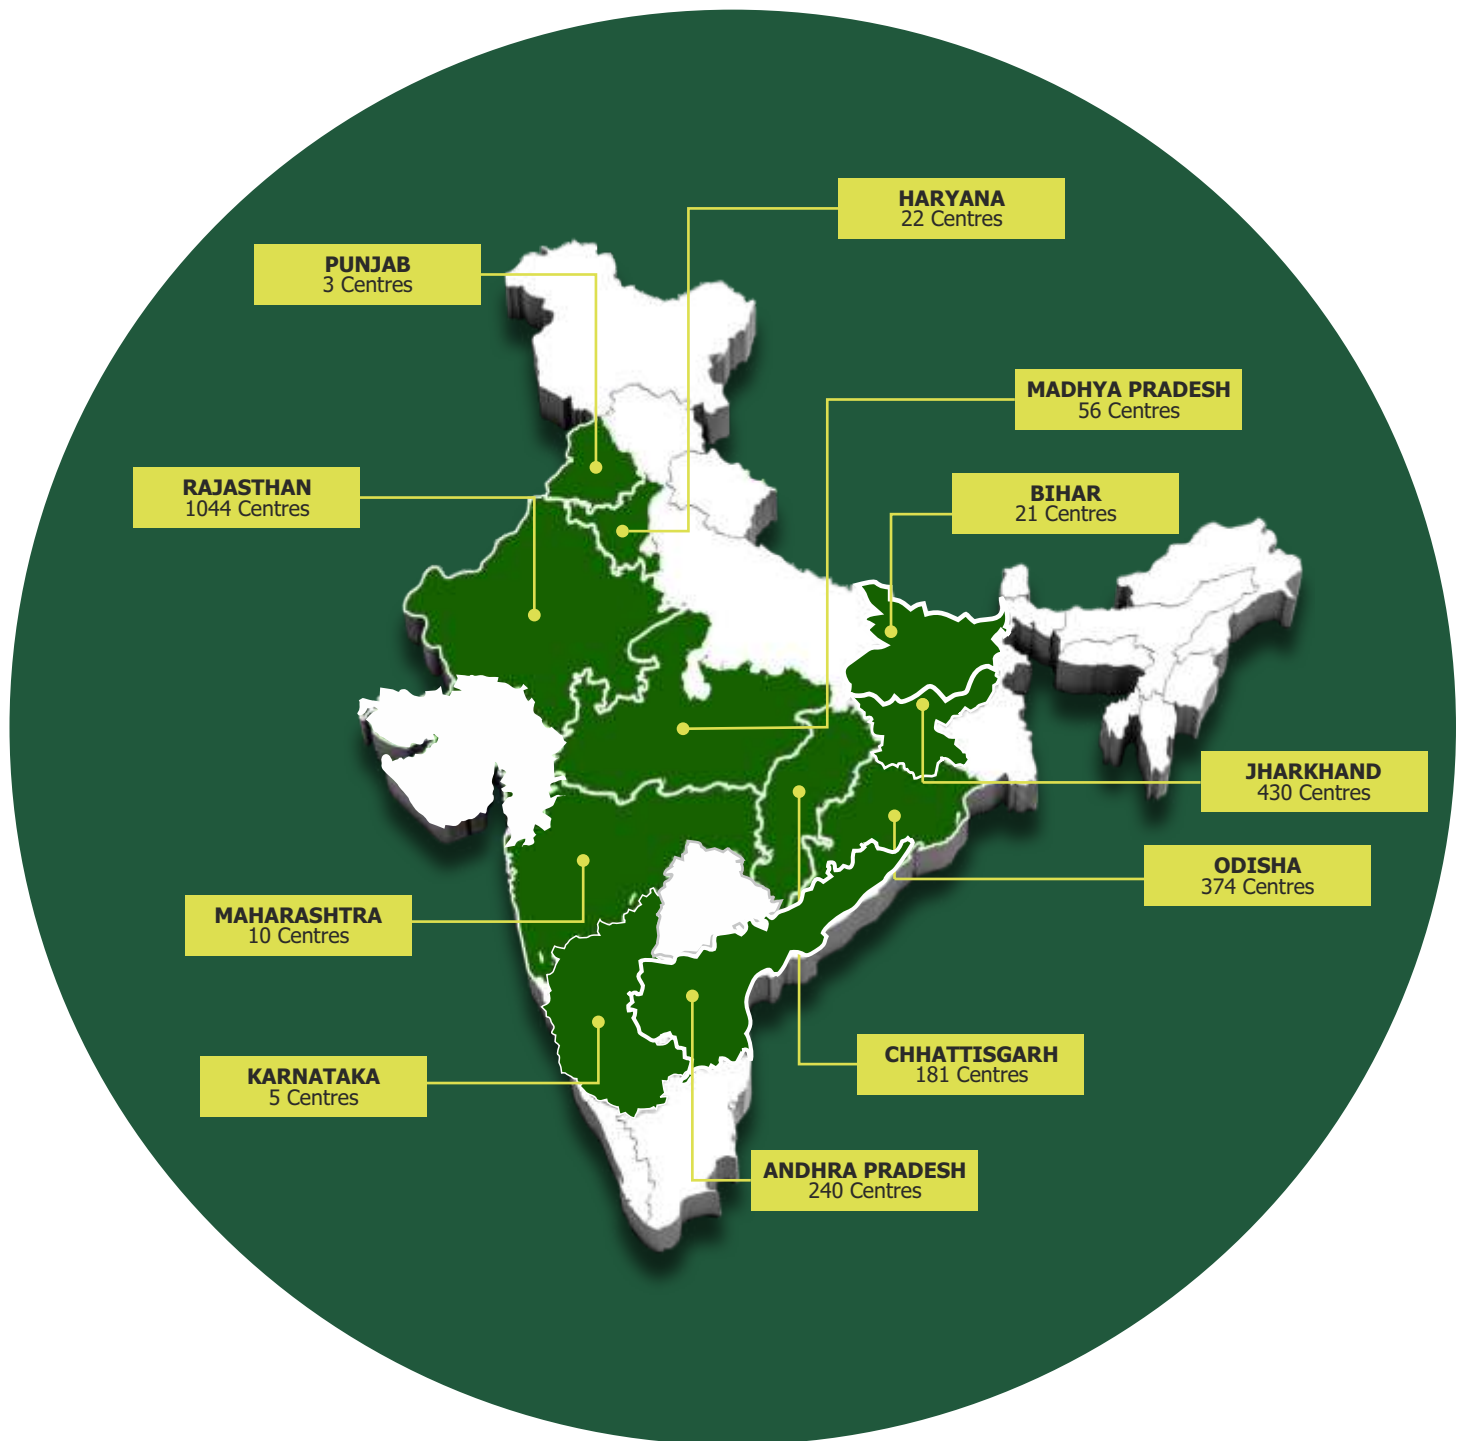 HARYANA
22 Centres
PUNJAB
3 Centres
MADHYA PRADESH
56 Centres
RAJASTHAN
1044 Centres
BIHAR
21 Centres
JHARKHAND
430 Centres
ODISHA
374 Centres
MAHARASHTRA
10 Centres
CHHATTISGARH
181 Centres
KARNATAKA
5 Centres
ANDHRA PRADESH
240 Centres